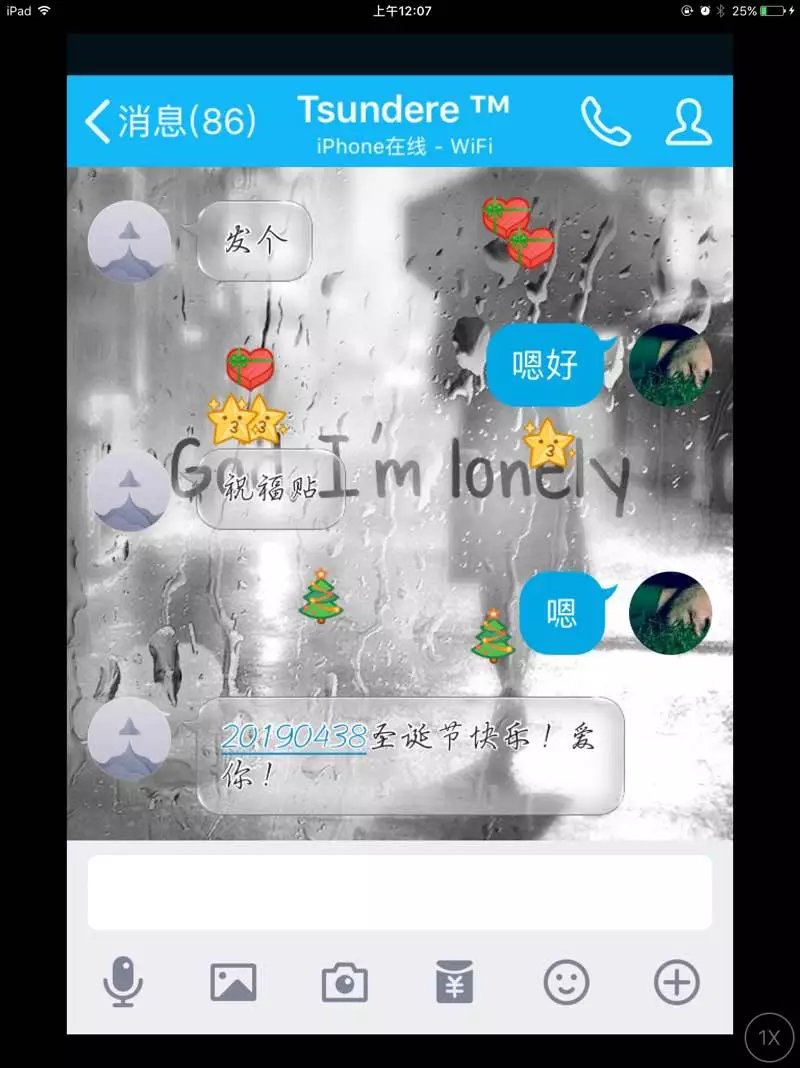 iPad 上午12:07 25%
消息(86) Tsundere ™
iPhone在线 - WiFi
发个
嗯好
God I'm lonely
祝福贴
嗯
20190438圣诞节快乐！爱
你！
1X